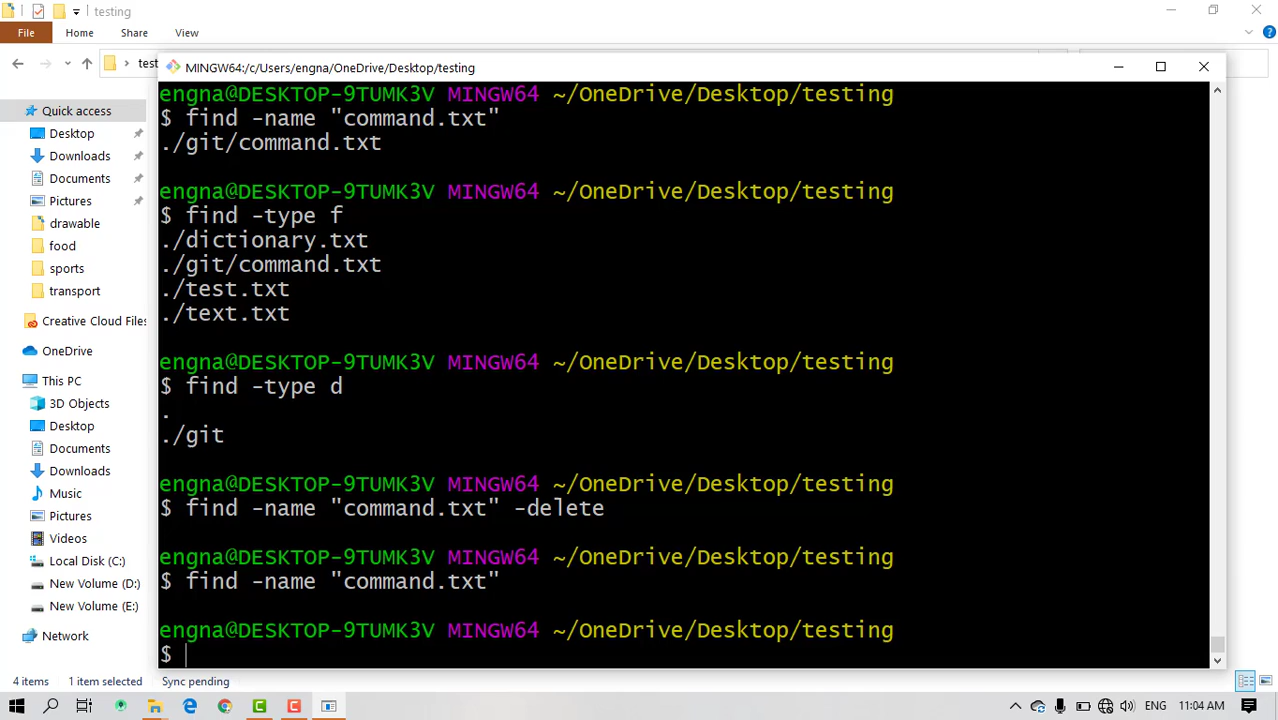 testing
File
Home
Share
View
tes
MINGW64:/c/Users/engna/OneDrive/Desktop/testing
Quick access
Desktop
Downloads
Documents
Pictures
drawable
food
sports
transport
Creative Cloud Files
OneDrive
This PC
3D Objects
Desktop
Documents
Downloads
Music
Pictures
Videos
Local Disk (C:)
New Volume (D:)
New Volume (E:)
Network
engna@DESKTOP-9TUMK3V MINGW64 ~/OneDrive/Desktop/testing
$ find -name "command.txt"
./git/command.txt
engna@DESKTOP-9TUMK3V MINGW64 ~/OneDrive/Desktop/testing
$ find -type f
./dictionary.txt
./git/command.txt
./test.txt
./text.txt
engna@DESKTOP-9TUMK3V MINGW64 ~/OneDrive/Desktop/testing
$ find -type d
.
./git
engna@DESKTOP-9TUMK3V MINGW64 ~/OneDrive/Desktop/testing
$ find -name "command.txt" -delete
engna@DESKTOP-9TUMK3V MINGW64 ~/OneDrive/Desktop/testing
$ find -name "command.txt"
engna@DESKTOP-9TUMK3V MINGW64 ~/OneDrive/Desktop/testing
$
4 items
1 item selected
Sync pending
ENG
11:04 AM